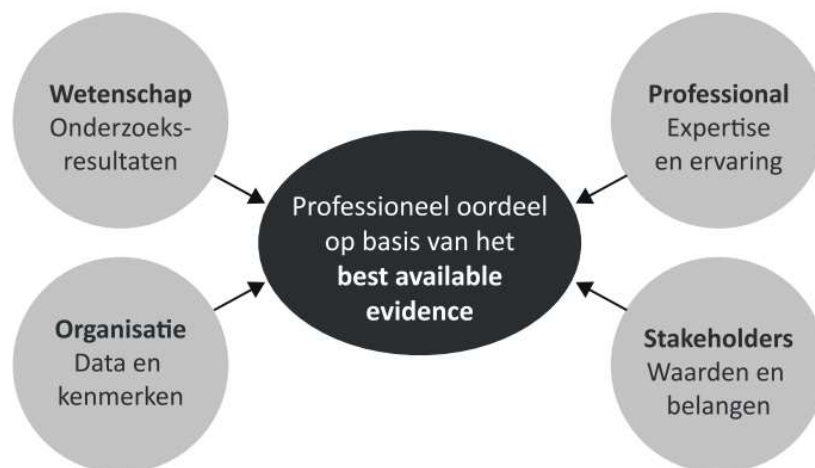 Wetenschap
Onderzoeks-
resultaten
Professional
Expertise
en ervaring
Professioneel oordeel
op basis van het
best available
evidence
Organisatie
Data en
kenmerken
Stakeholders
Waarden en
belangen